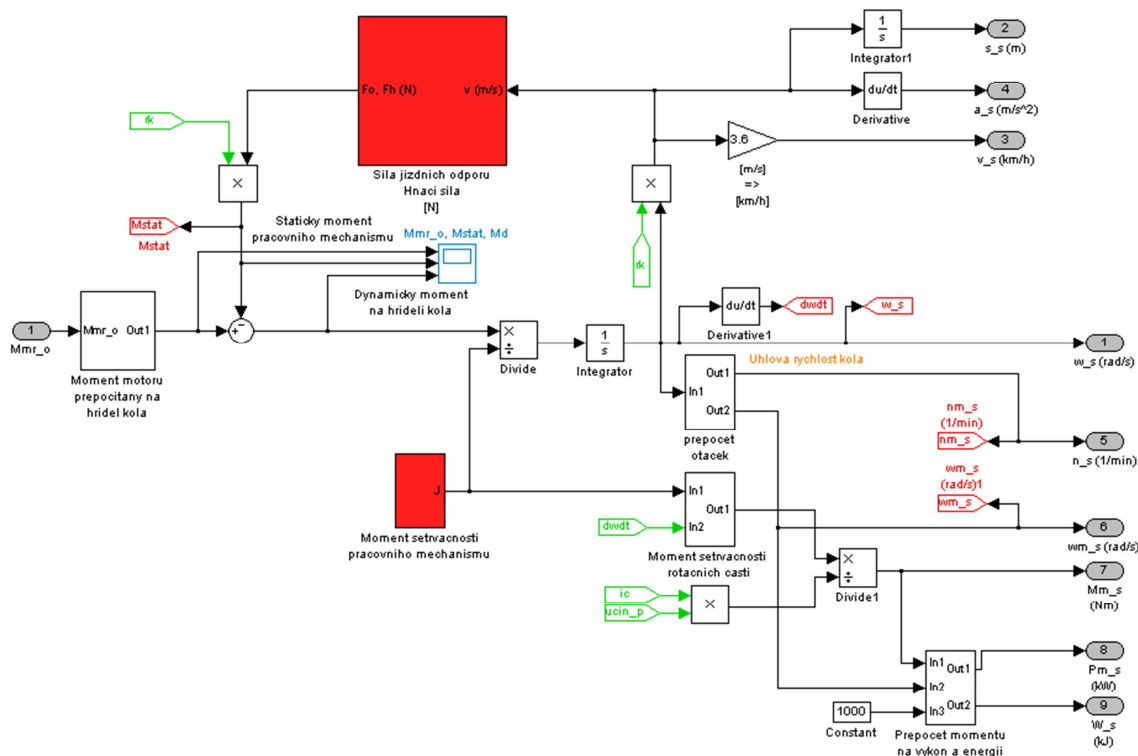 1
s
Integrator1
2
s_s (m)
Fo, Fh (N)
v (m/s)
du/dt
Derivative
4
a_s (m/s^2)
rk
3.6
3
v_s (km/h)
×
Sila jizdnich odporu
Hnaci sila
[N]
×
[m/s]
=>
[km/h]
Mstat
Mstat
Staticky moment
pracovniho mechanismu
Mmr_o, Mstat, Md
rk
Dynamicky moment
na hrideli kola
du/dt
Derivative1
dwdt
w_s
1
Mmr_o
Mmr_o
Out1
+
−
×
÷
Divide
1
s
Integrator
Uhlova rychlost kola
1
w_s (rad/s)
Moment motoru
prepocitany na
hridel kola
In1
Out1
Out2
prepocet
otacek
nm_s
(1/min)
nm_s
5
n_s (1/min)
J
Moment setrvacnosti
pracovniho mechanismu
In1
In2
Out1
dwdt
Moment setrvacnosti
rotacnich casti
wm_s
(rad/s)1
wm_s
6
wm_s (rad/s)
×
÷
Divide1
7
Mm_s
(Nm)
ic
ucin_p
×
In1
In2
In3
Out1
Out2
8
Pm_s
(kW)
1000
Constant
9
W_s
(kJ)
Prepocet momentu
na vykon a energii